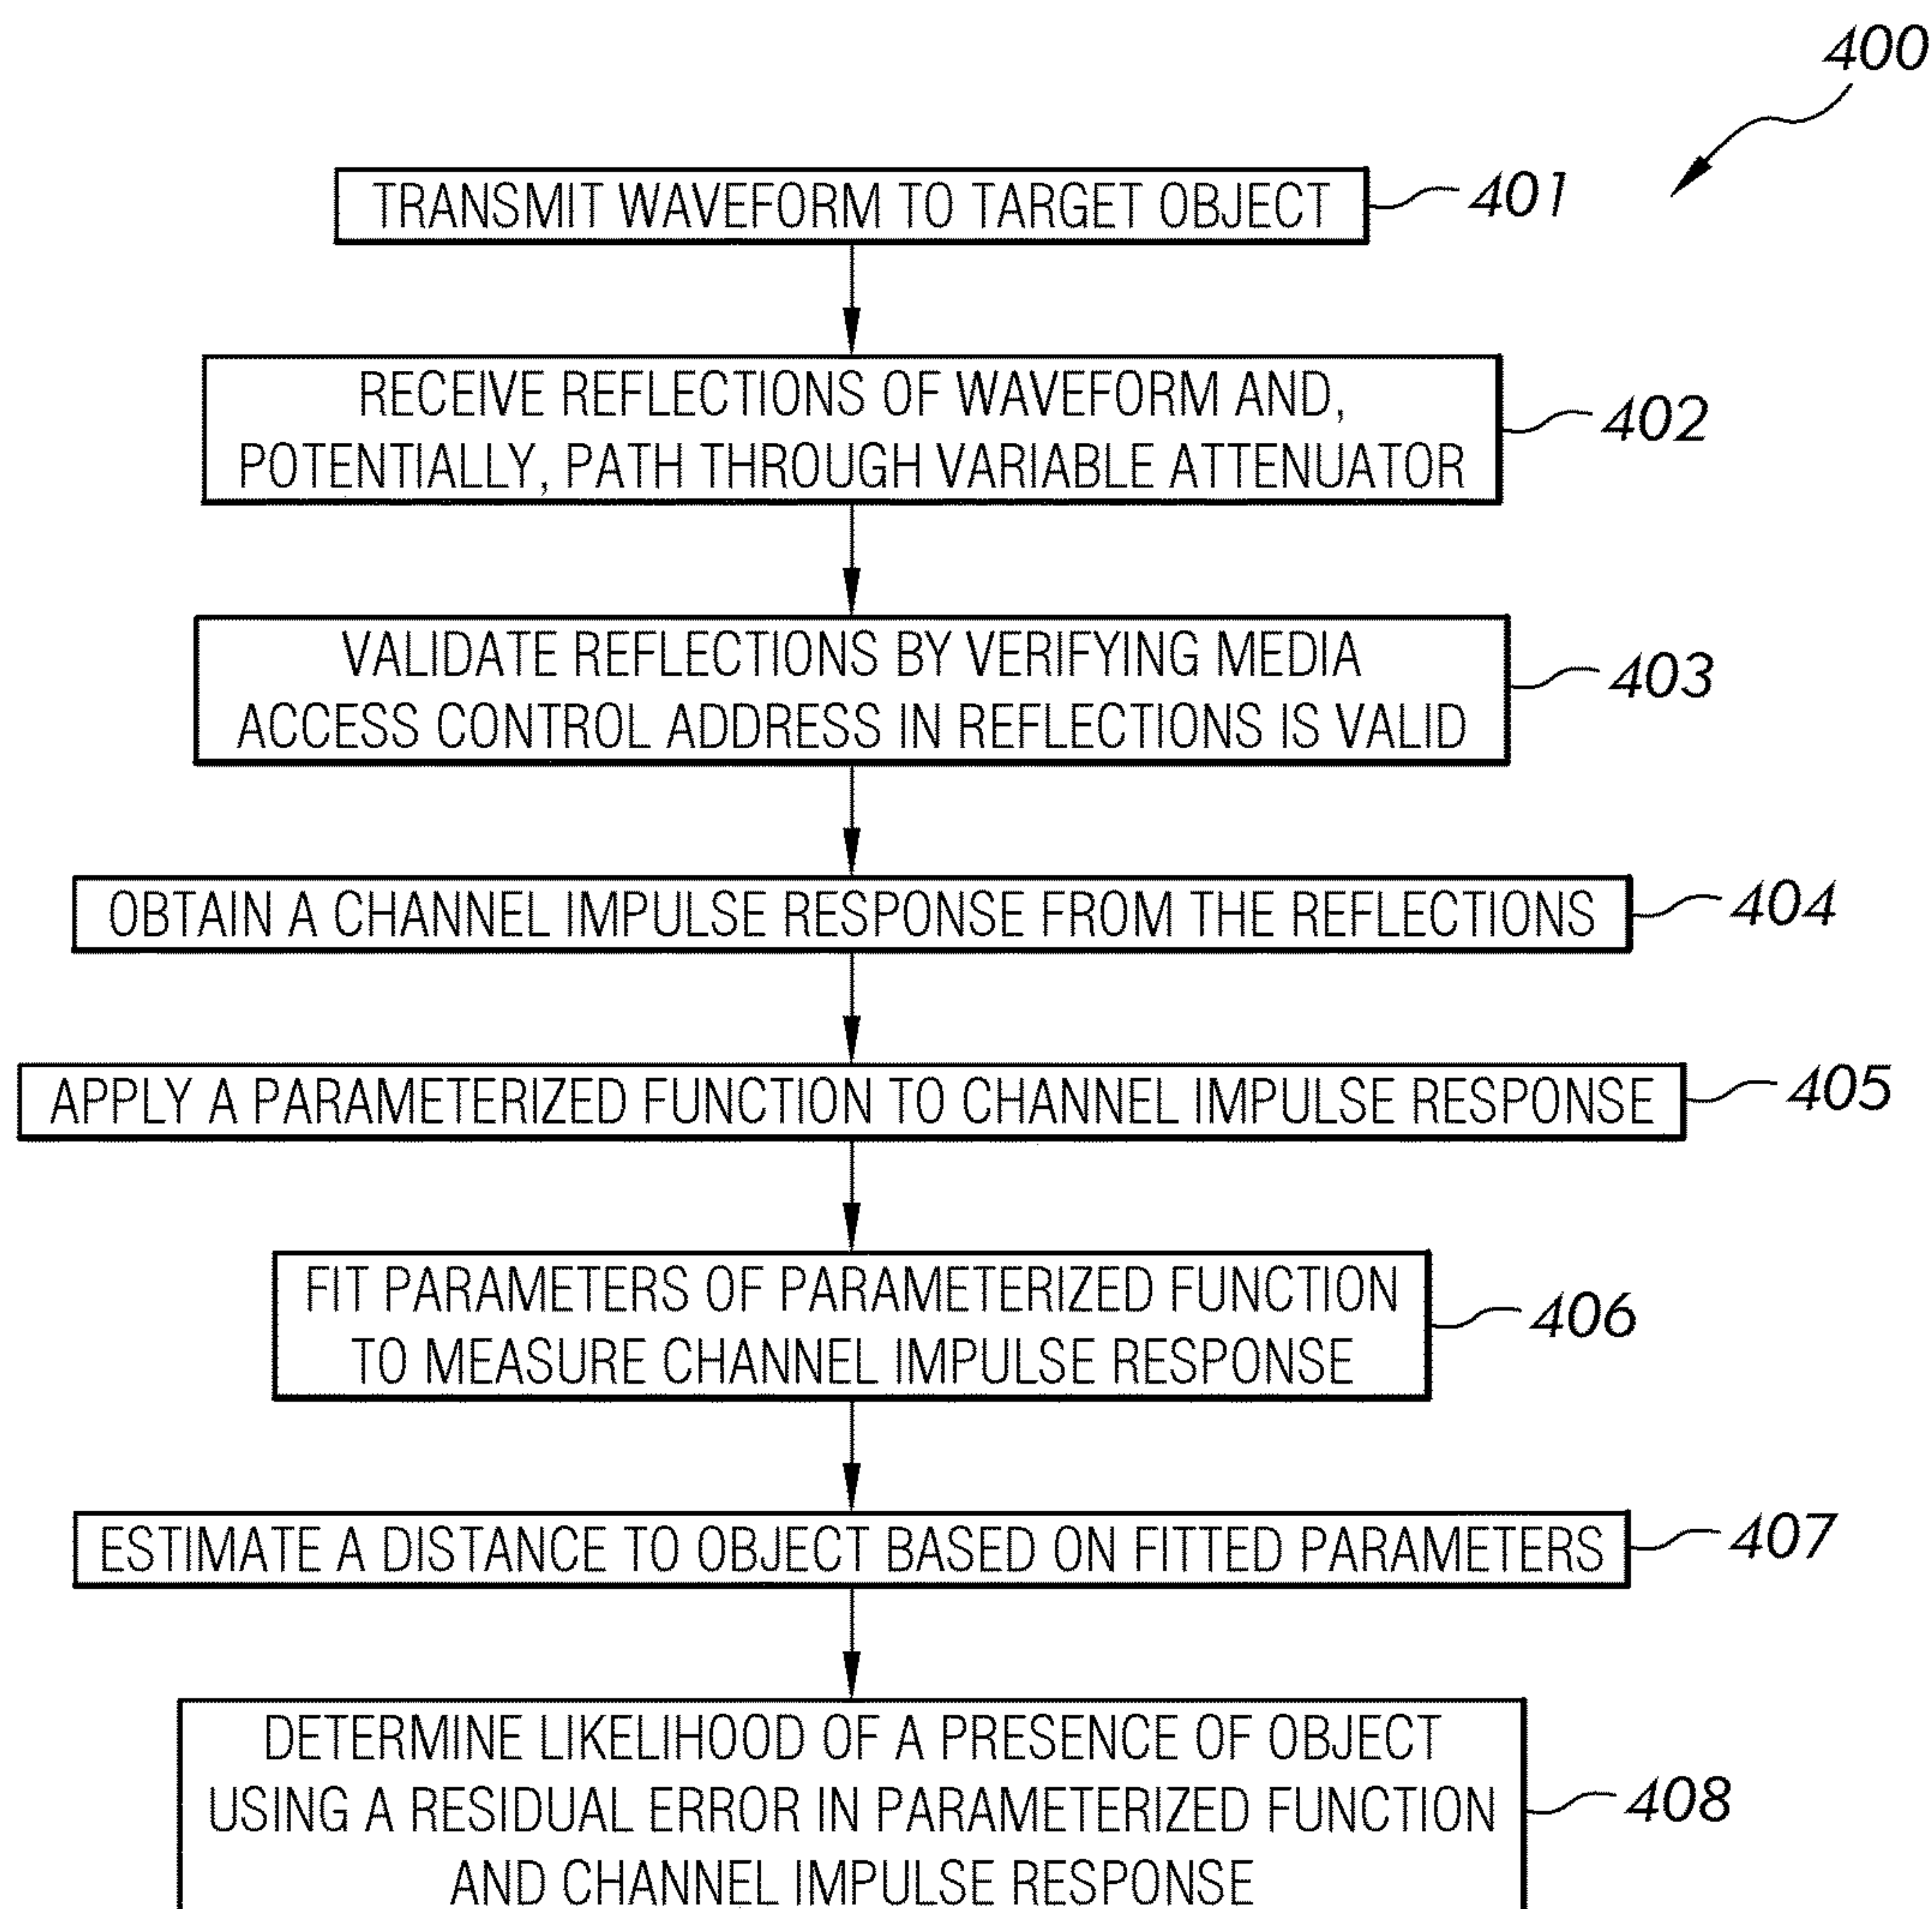 400
TRANSMIT WAVEFORM TO TARGET OBJECT
401
RECEIVE REFLECTIONS OF WAVEFORM AND,
POTENTIALLY, PATH THROUGH VARIABLE ATTENUATOR
402
VALIDATE REFLECTIONS BY VERIFYING MEDIA
ACCESS CONTROL ADDRESS IN REFLECTIONS IS VALID
403
OBTAIN A CHANNEL IMPULSE RESPONSE FROM THE REFLECTIONS
404
APPLY A PARAMETERIZED FUNCTION TO CHANNEL IMPULSE RESPONSE
405
FIT PARAMETERS OF PARAMETERIZED FUNCTION
TO MEASURE CHANNEL IMPULSE RESPONSE
406
ESTIMATE A DISTANCE TO OBJECT BASED ON FITTED PARAMETERS
407
DETERMINE LIKELIHOOD OF A PRESENCE OF OBJECT
USING A RESIDUAL ERROR IN PARAMETERIZED FUNCTION
AND CHANNEL IMPULSE RESPONSE
408